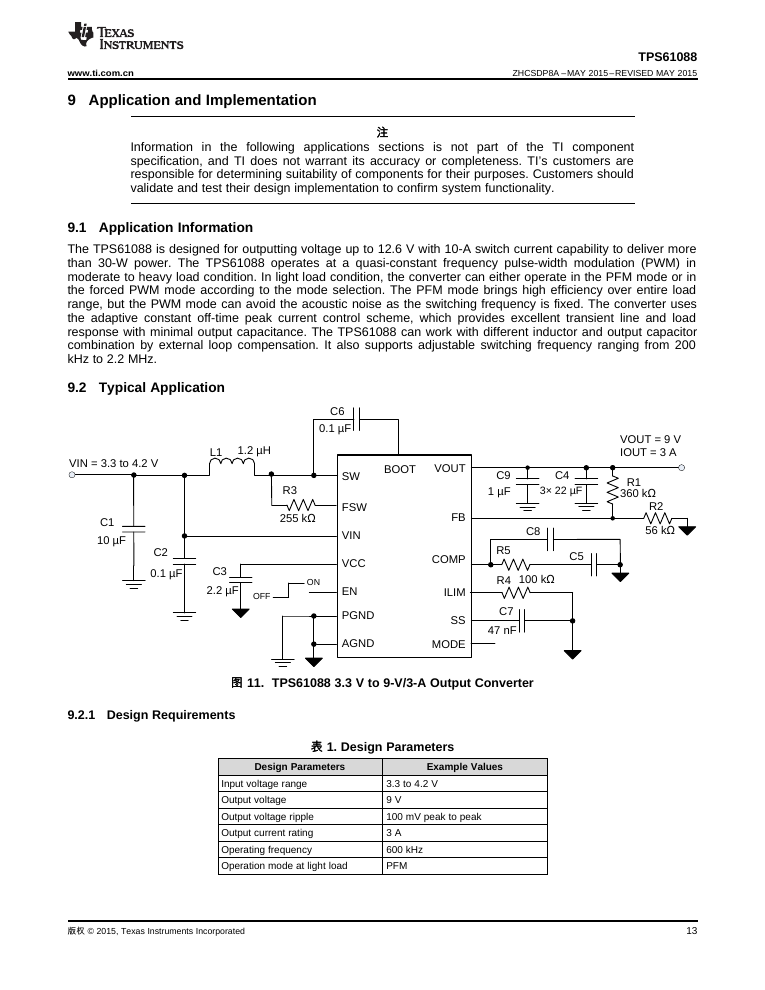 TEXAS
INSTRUMENTS
TPS61088
www.ti.com.cn
ZHCSDP8A –MAY 2015–REVISED MAY 2015
9 Application and Implementation
注
Information in the following applications sections is not part of the TI component
specification, and TI does not warrant its accuracy or completeness. TI's customers are
responsible for determining suitability of components for their purposes. Customers should
validate and test their design implementation to confirm system functionality.
9.1 Application Information
The TPS61088 is designed for outputting voltage up to 12.6 V with 10-A switch current capability to deliver more
than 30-W power. The TPS61088 operates at a quasi-constant frequency pulse-width modulation (PWM) in
moderate to heavy load condition. In light load condition, the converter can either operate in the PFM mode or in
the forced PWM mode according to the mode selection. The PFM mode brings high efficiency over entire load
range, but the PWM mode can avoid the acoustic noise as the switching frequency is fixed. The converter uses
the adaptive constant off-time peak current control scheme, which provides excellent transient line and load
response with minimal output capacitance. The TPS61088 can work with different inductor and output capacitor
combination by external loop compensation. It also supports adjustable switching frequency ranging from 200
kHz to 2.2 MHz.
9.2 Typical Application
C6
0.1 µF
VOUT = 9 V
IOUT = 3 A
L1
1.2 µH
VIN = 3.3 to 4.2 V
SW
BOOT
VOUT
C9
1 µF
C4
3× 22 µF
R1
360 kΩ
R3
255 kΩ
FSW
FB
R2
56 kΩ
C1
10 µF
VIN
C8
C2
0.1 µF
C3
2.2 µF
VCC
COMP
R5
C5
OFF
ON
EN
ILIM
R4
100 kΩ
PGND
SS
C7
47 nF
AGND
MODE
图 11. TPS61088 3.3 V to 9-V/3-A Output Converter
9.2.1 Design Requirements
表 1. Design Parameters
Design Parameters
Example Values
Input voltage range
3.3 to 4.2 V
Output voltage
9 V
Output voltage ripple
100 mV peak to peak
Output current rating
3 A
Operating frequency
600 kHz
Operation mode at light load
PFM
版权 © 2015, Texas Instruments Incorporated
13